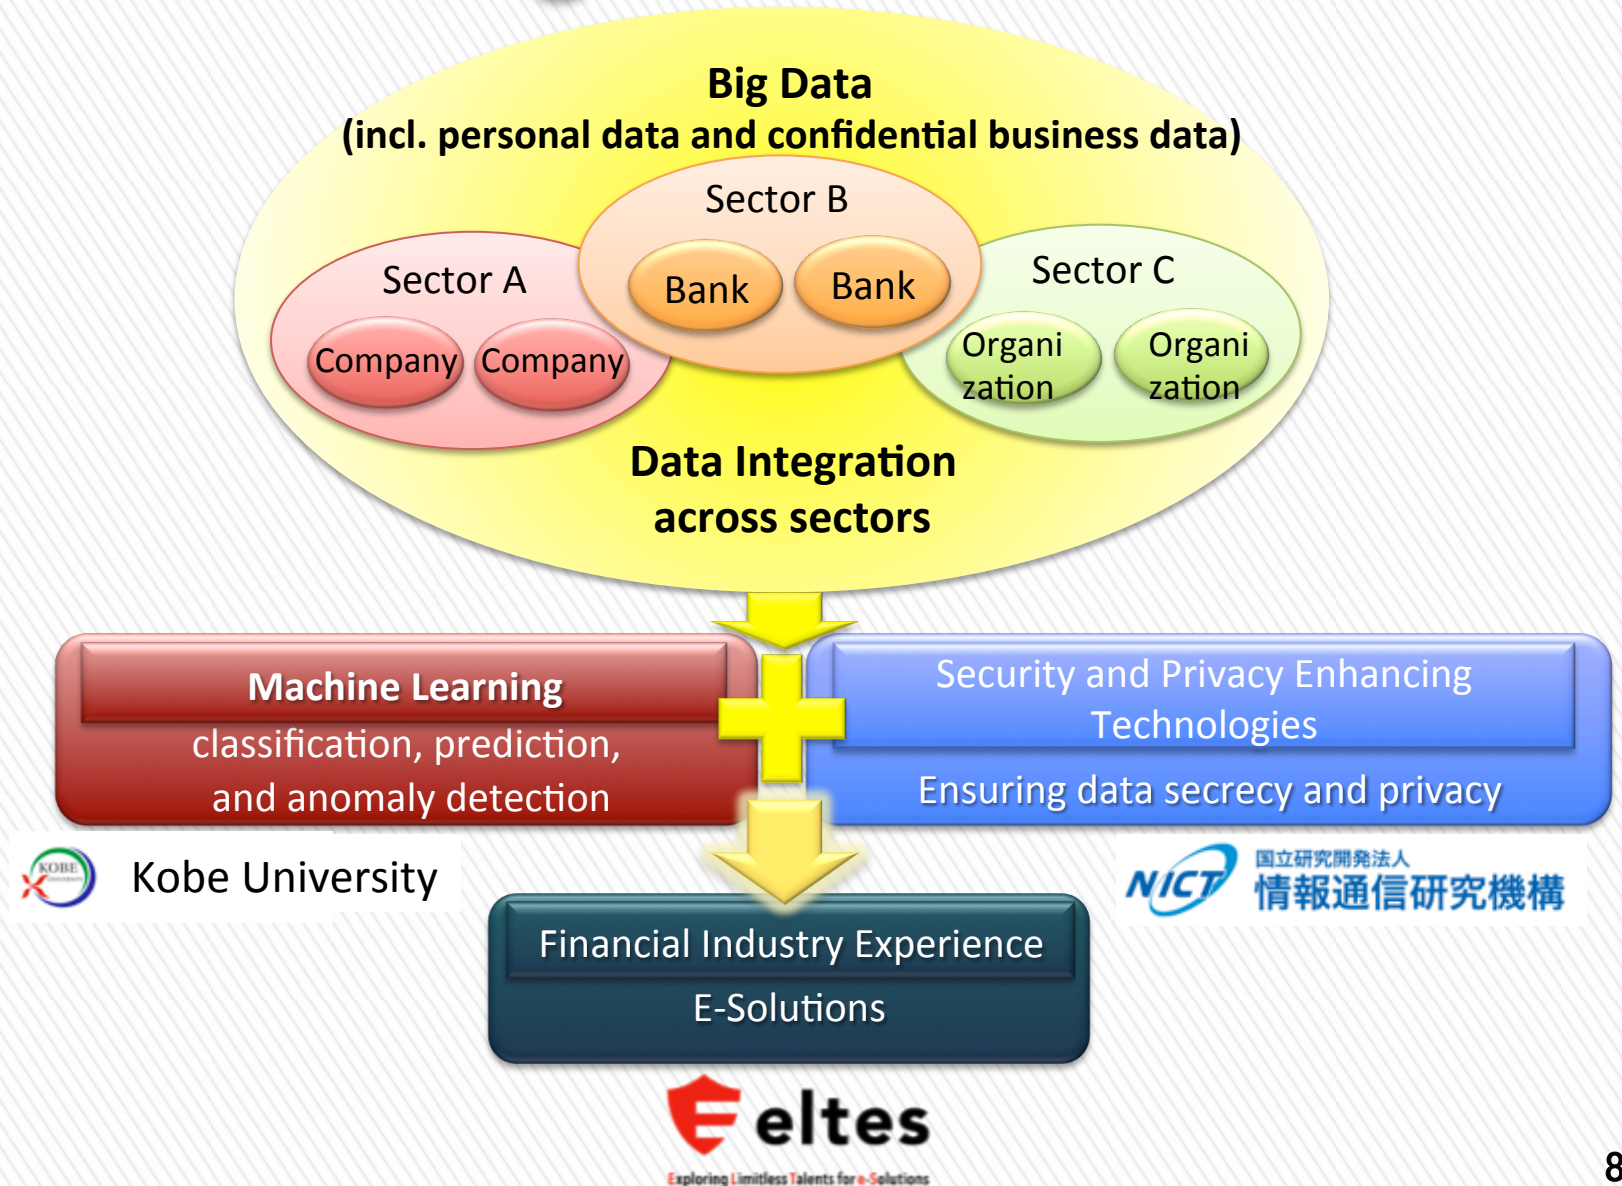 Big Data
(incl. personal data and confidential business data)
Sector B
Bank
Bank
Sector A
Company
Company
Sector C
Organi
zation
Organi
zation
Data Integration
across sectors
Machine Learning
classification, prediction,
and anomaly detection
Security and Privacy Enhancing
Technologies
Ensuring data secrecy and privacy
KOBE
Kobe University
NICT
国立研究開発法人
情報通信研究機構
Financial Industry Experience
E-Solutions
eltes
Exploring Limitless Talents for e-Solutions
8